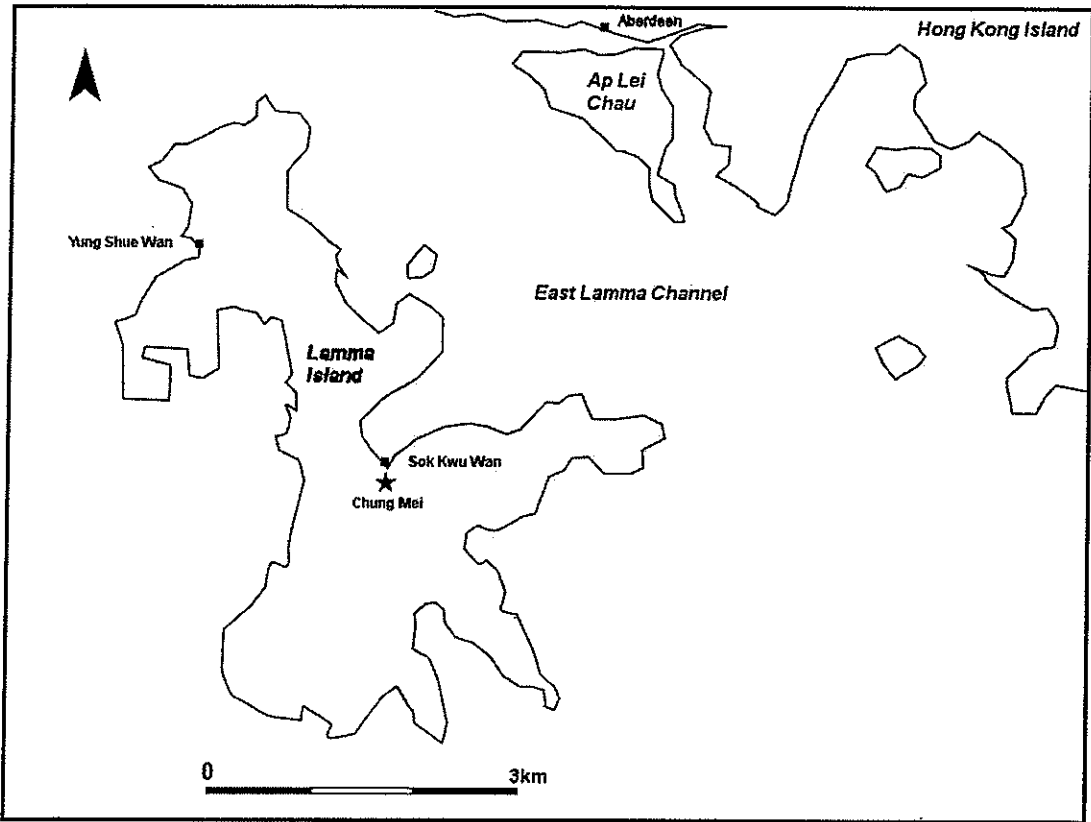 Aberdeen
Hong Kong Island
Ap Lei
Chau
Yung Shue Wan
East Lamma Channel
Lamma
Island
Sok Kwu Wan
Chung Mei
0
3km